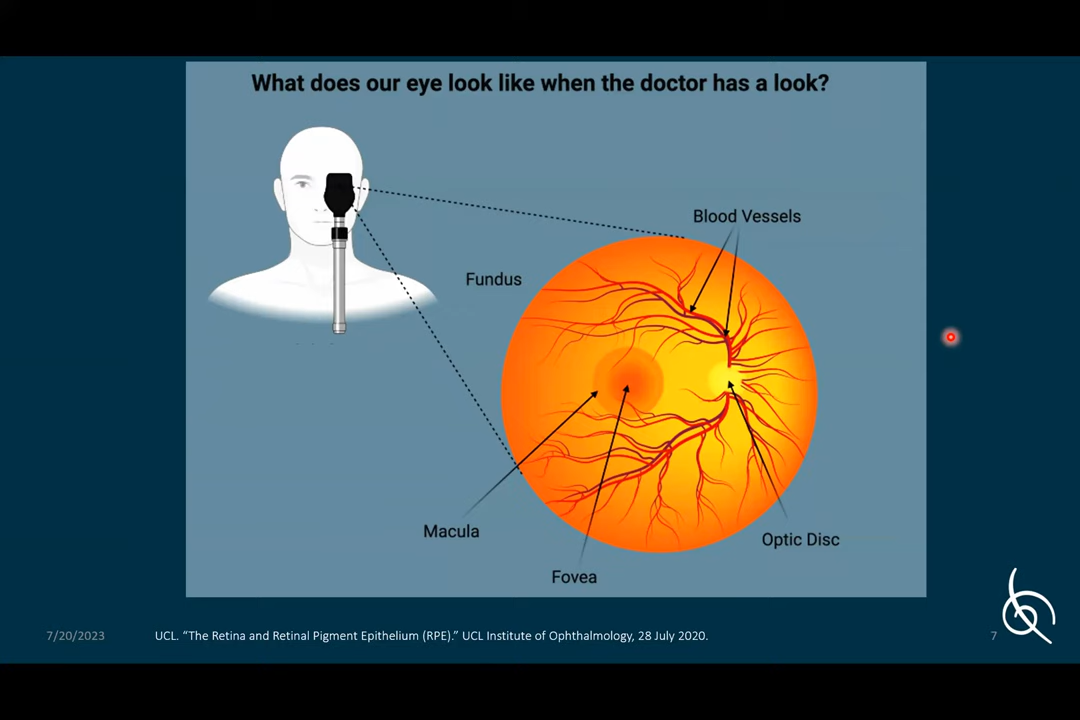 What does our eye look like when the doctor has a look?
Blood Vessels
Fundus
Macula
Optic Disc
Fovea
7/20/2023
UCL. “The Retina and Retinal Pigment Epithelium (RPE).” UCL Institute of Ophthalmology, 28 July 2020.
7